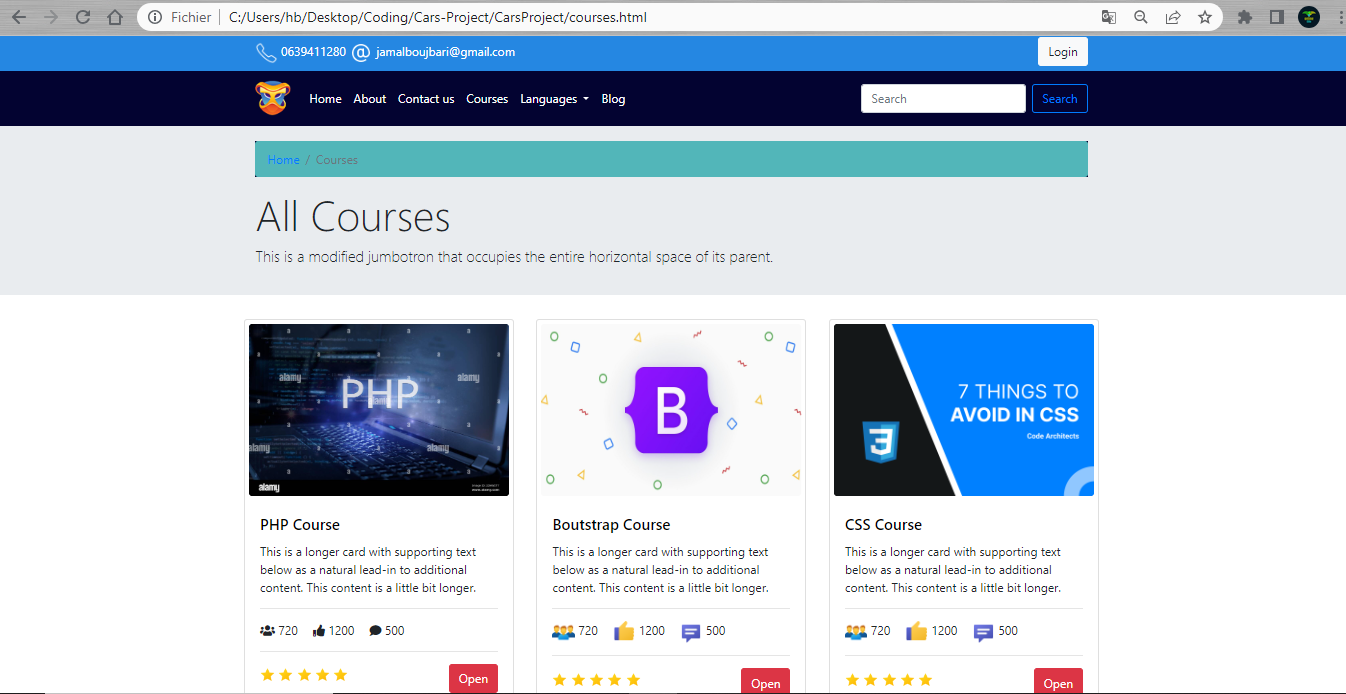 Fichier C:/Users/hb/Desktop/Coding/Cars-Project/CarsProject/courses.html
0639411280 jamalboujbari@gmail.com Login
Home About Contact us Courses Languages Blog Search Search
Home / Courses
All Courses
This is a modified jumbotron that occupies the entire horizontal space of its parent.
a alamy PHP alamy
alamy alamy
alamy
B
7 THINGS TO
AVOID IN CSS
Code Architects
3
PHP Course
This is a longer card with supporting text
below as a natural lead-in to additional
content. This content is a little bit longer.
720 1200 500
Open
Boutstrap Course
This is a longer card with supporting text
below as a natural lead-in to additional
content. This content is a little bit longer.
720 1200 500
Open
CSS Course
This is a longer card with supporting text
below as a natural lead-in to additional
content. This content is a little bit longer.
720 1200 500
Open